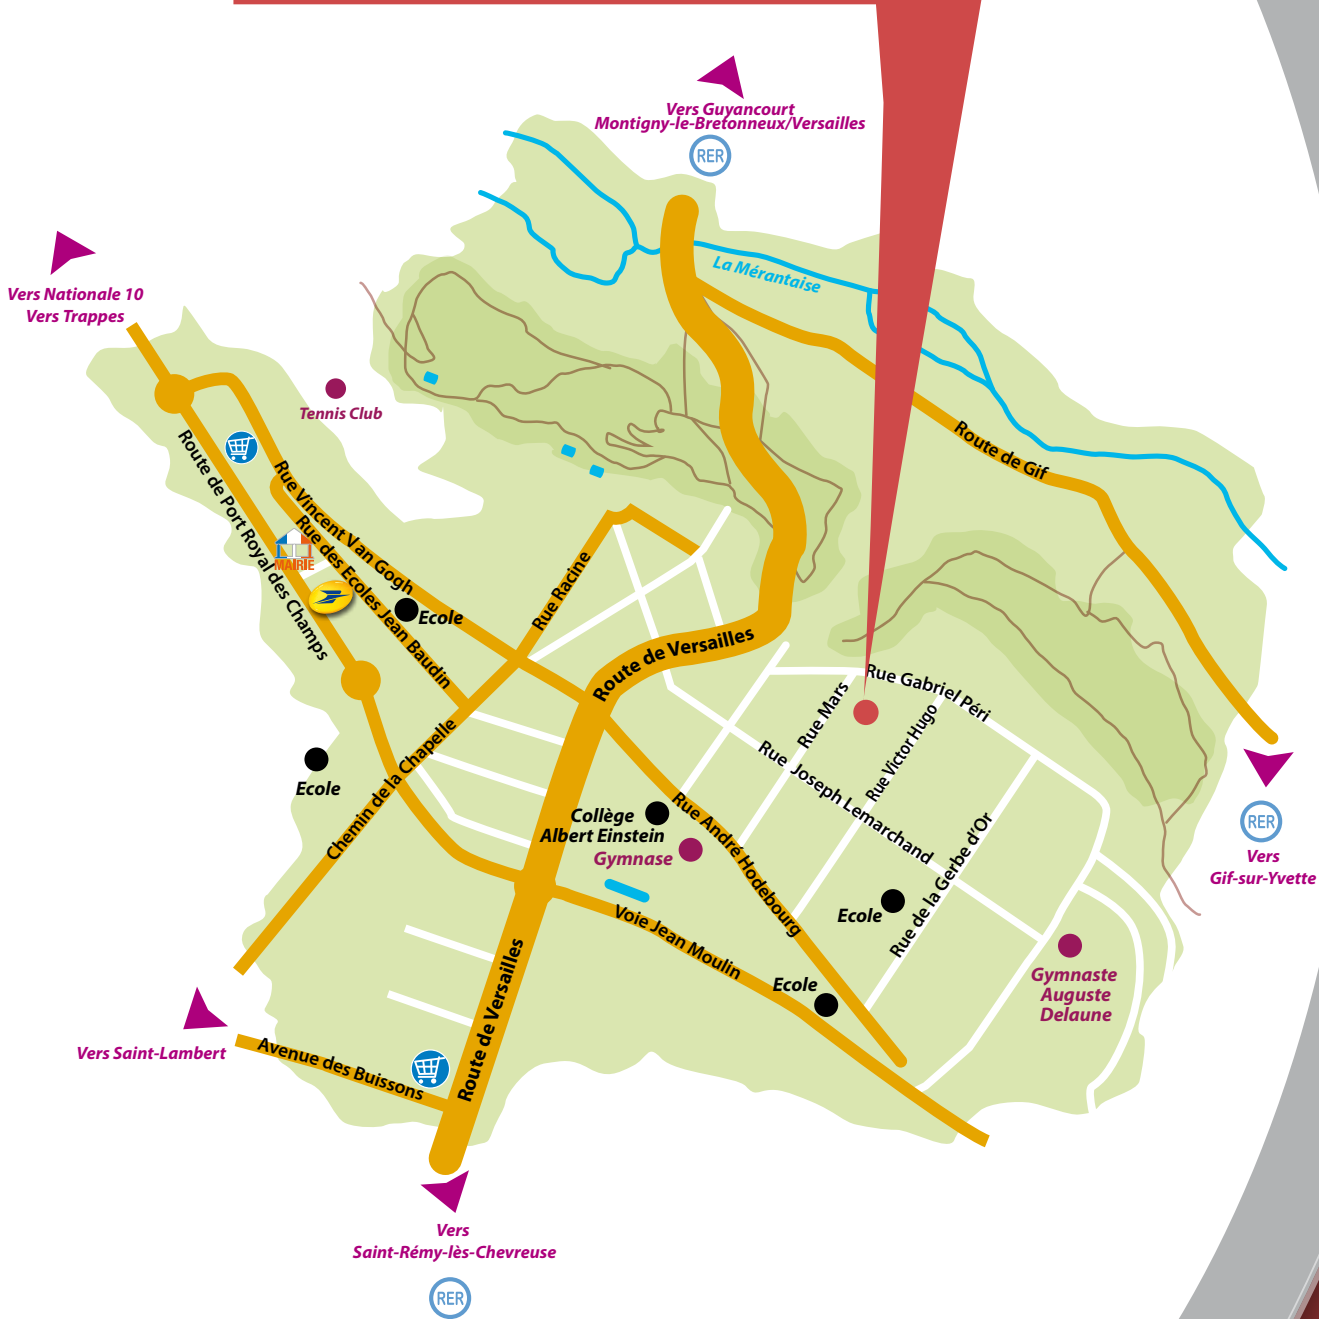 Vers Guyancourt
Montigny-le-Bretonneux/Versailles
RER
La Mérantaise
Vers Nationale 10
Vers Trappes
Tennis Club
Route de Gif
Route de Port Royal des Champs
Rue Vincent Van Gogh
Rue des Ecoles Jean Baudin
MAIRIE
Ecole
Rue Racine
Route de Versailles
Rue Gabriel Péri
Rue Mars
Rue Victor Hugo
Rue Joseph Lemarchand
Ecole
Chemin de la Chapelle
Collège
Albert Einstein
Gymnase
Rue André Hodebourg
Rue de la Gerbe d'Or
Ecole
RER
Vers
Gif-sur-Yvette
Voie Jean Moulin
Ecole
Gymnaste
Auguste
Delaune
Route de Versailles
Vers Saint-Lambert
Avenue des Buissons
Vers
Saint-Rémy-lès-Chevreuse
RER